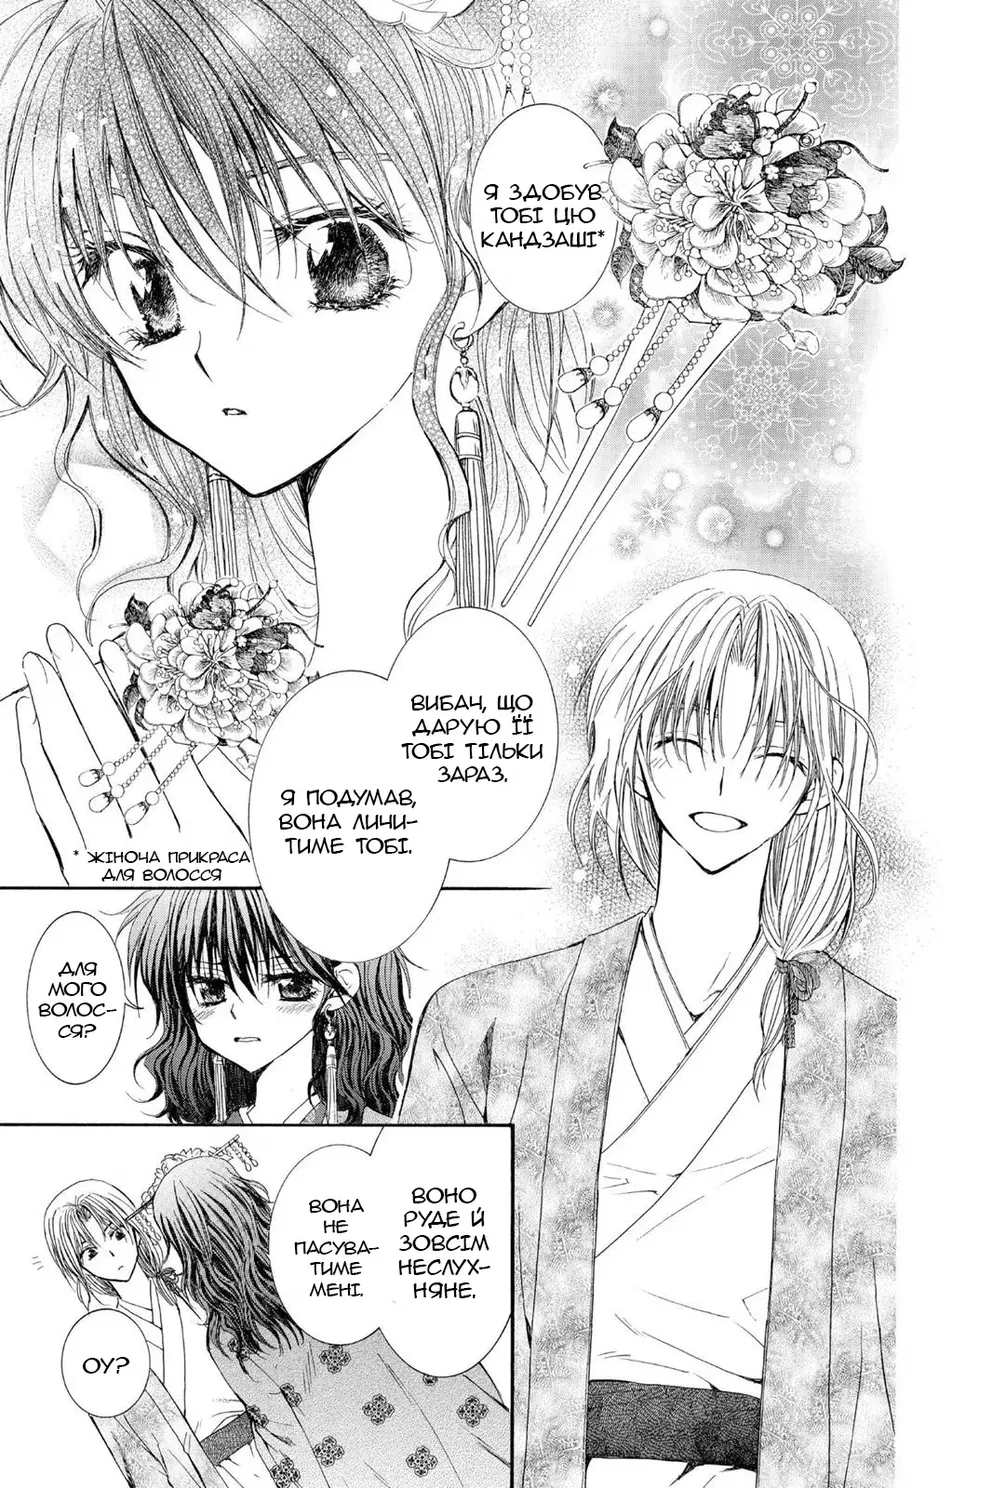 Я ЗДОБУВ
ТОБІ ЦЮ
КАНДЗАШІ*
ВИБАЧ, ЩО
ДАРУЮ ЇЇ
ТОБІ ТІЛЬКИ
ЗАРАЗ.
Я ПОДУМАВ,
ВОНА ЛИЧИ-
ТИМЕ ТОБІ.
* ЖІНОЧА ПРИКРАСА
ДЛЯ ВОЛОССЯ
ДЛЯ
МОГО
ВОЛОС-
СЯ?
ВОНО
РУДЕ Й
ЗОВСІМ
НЕСЛУХ-
НЯНЕ.
ВОНА
НЕ
ПАСУВА-
ТИМЕ
МЕНІ.
ОУ?